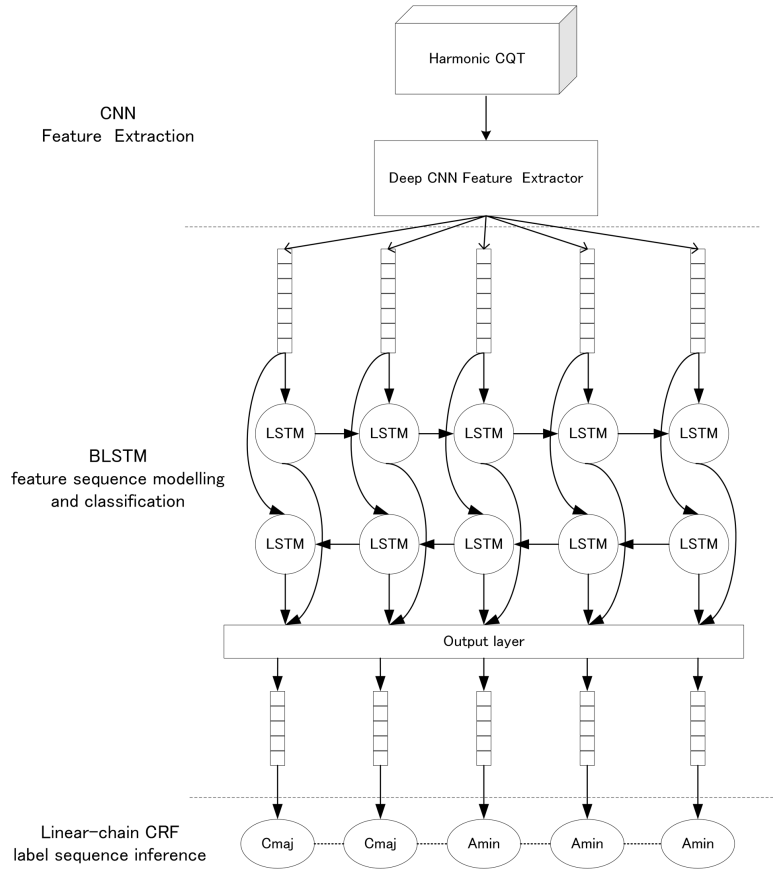 Harmonic CQT
CNN
Feature Extraction
Deep CNN Feature Extractor
LSTM LSTM LSTM LSTM LSTM
BLSTM
feature sequence modelling
and classification
LSTM LSTM LSTM LSTM LSTM
Output layer
Linear-chain CRF
label sequence inference
Cmaj Cmaj Amin Amin Amin